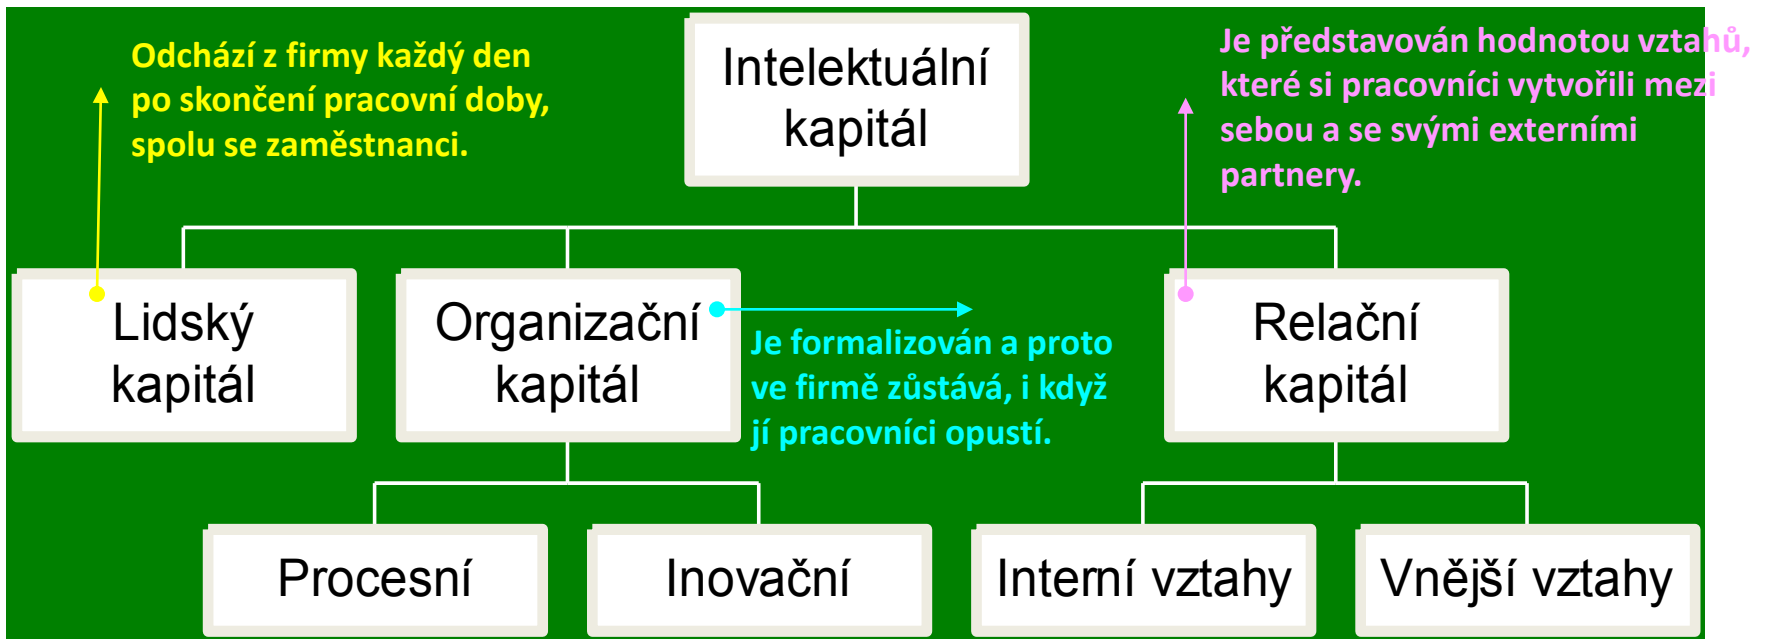 Odchází z firmy každý den
po skončení pracovní doby,
spolu se zaměstnanci.
Intelektuální
kapitál
Je představován hodnotou vztahů,
které si pracovníci vytvořili mezi
sebou a se svými externími
partnery.
Lidský
kapitál
Organizační
kapitál
Je formalizován a proto
ve firmě zůstává, i když
jí pracovníci opustí.
Relační
kapitál
Procesní
Inovační
Interní vztahy
Vnější vztahy